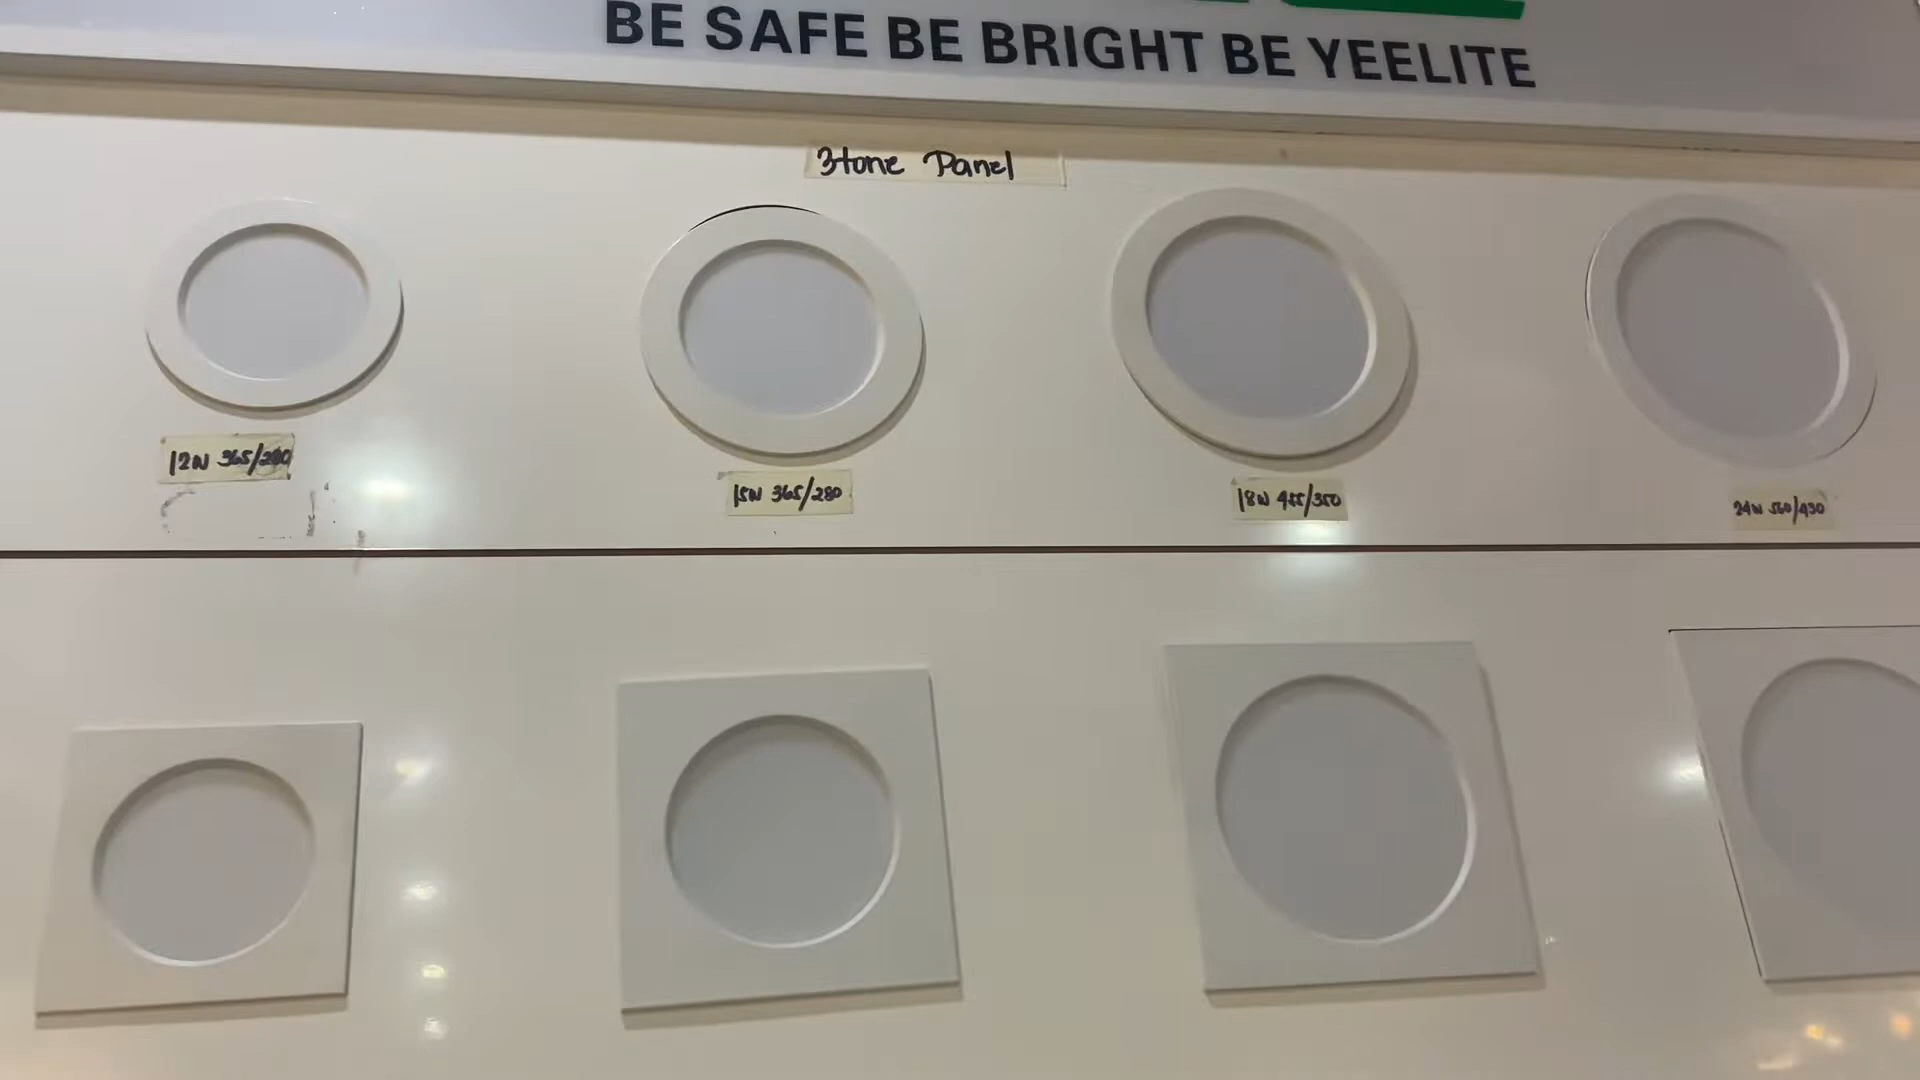 BE SAFE BE BRIGHT BE YEELITE
3tone Panel
12W 365/280
15W 365/280
18W 455/350
24W 560/430